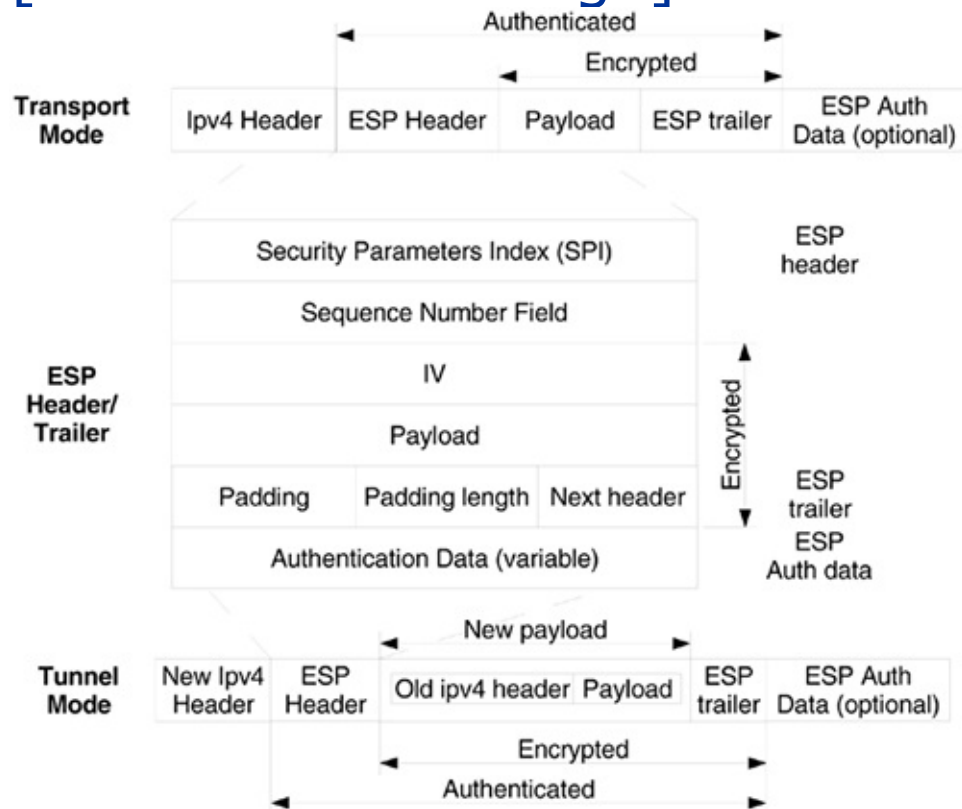 Authenticated
Encrypted
Transport
Mode
Ipv4 Header
ESP Header
Payload
ESP trailer
ESP Auth
Data (optional)
Security Parameters Index (SPI)
ESP
header
Sequence Number Field
ESP
Header/
Trailer
IV
Payload
Encrypted
Padding
Padding length
Next header
ESP
trailer
Authentication Data (variable)
ESP
Auth data
New payload
Tunnel
Mode
New Ipv4
Header
ESP
Header
Old ipv4 header
Payload
ESP
trailer
ESP Auth
Data (optional)
Encrypted
Authenticated